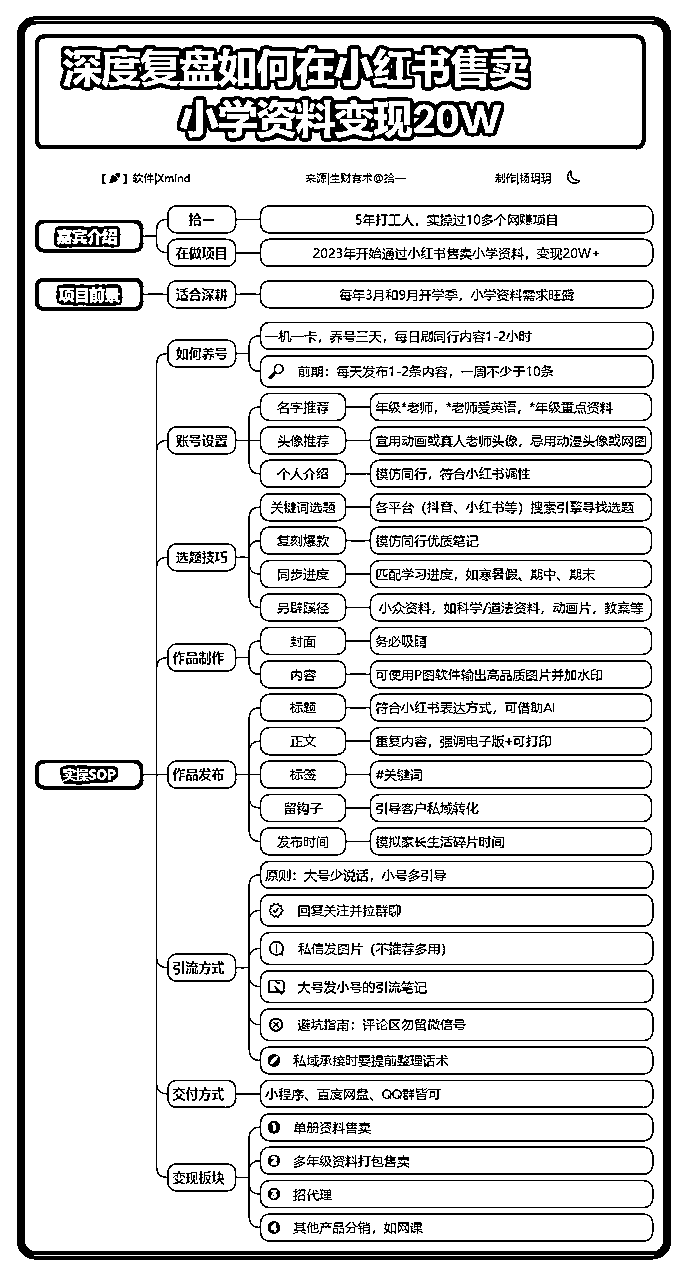 深度复盘如何在小红书售卖
小学资料变现20W
【】软件|Xmind
来源|生财有术@拾一
制作|杨玥玥
嘉宾介绍
拾一
5年打工人，实操过10多个网赚项目
在做项目
2023年开始通过小红书售卖小学资料，变现20W+
项目前景
适合深耕
每年3月和9月开学季，小学资料需求旺盛
实操SOP
如何养号
一机一卡，养号三天，每日刷同行内容1-2小时
前期：每天发布1-2条内容，一周不少于10条
账号设置
名字推荐
年级*老师，*老师爱英语，*年级重点资料
头像推荐
宜用动画或真人老师头像，忌用动漫头像或网图
个人介绍
模仿同行，符合小红书调性
选题技巧
关键词选题
各平台（抖音、小红书等）搜索引擎寻找选题
复刻爆款
模仿同行优质笔记
同步进度
匹配学习进度，如寒暑假、期中、期末
另辟蹊径
小众资料，如科学/道法资料，动画片，教案等
作品制作
封面
务必吸睛
内容
可使用P图软件输出高品质图片并加水印
作品发布
标题
符合小红书表达方式，可借助AI
正文
重复内容，强调电子版+可打印
标签
#关键词
留钩子
引导客户私域转化
发布时间
模拟家长生活碎片时间
引流方式
原则：大号少说话，小号多引导
回复关注并拉群聊
私信发图片（不推荐多用）
大号发小号的引流笔记
避坑指南：评论区勿留微信号
私域承接时要提前整理话术
交付方式
小程序、百度网盘、QQ群皆可
变现板块
1 单册资料售卖
2 多年级资料打包售卖
3 招代理
4 其他产品分销，如网课